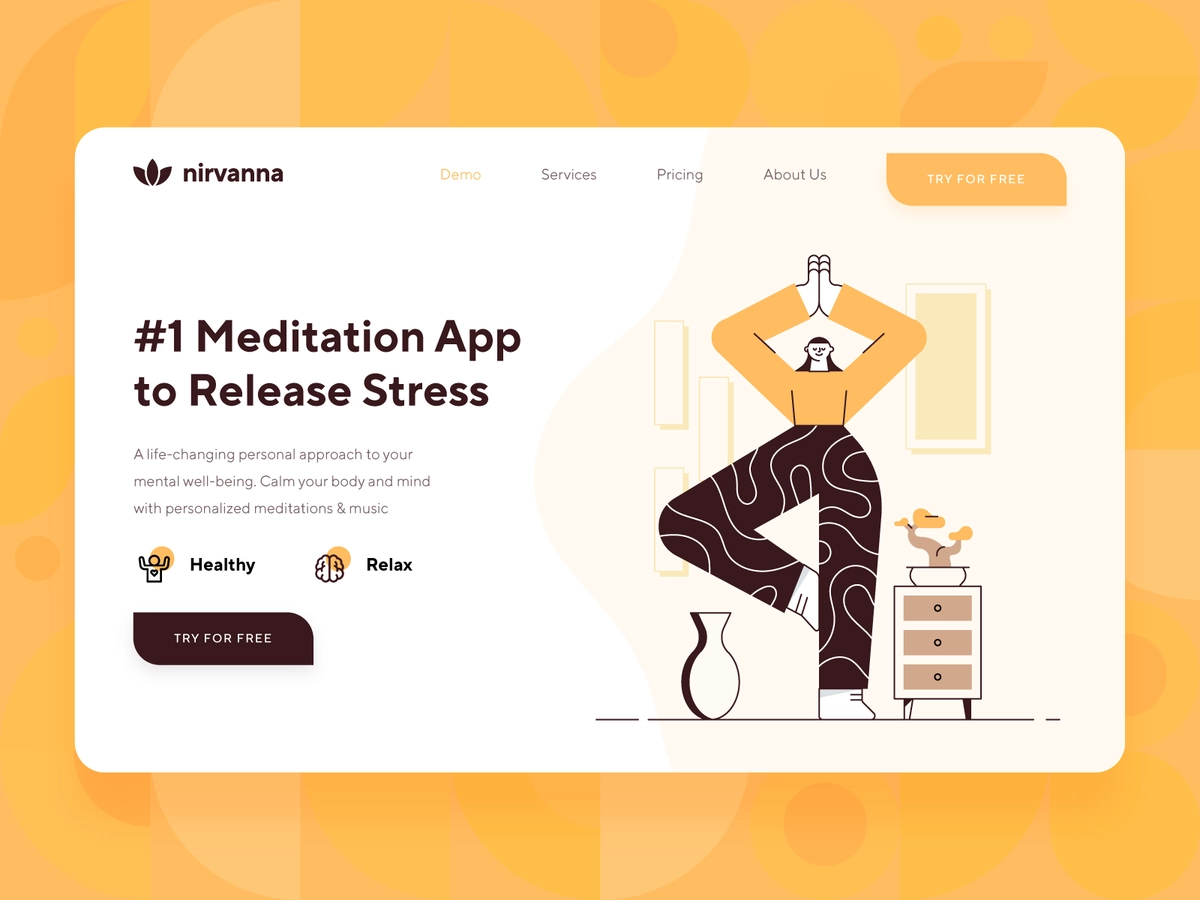 nirvanna
Demo
Services
Pricing
About Us
TRY FOR FREE
#1 Meditation App
to Release Stress
A life-changing personal approach to your
mental well-being. Calm your body and mind
with personalized meditations & music
Healthy
Relax
TRY FOR FREE